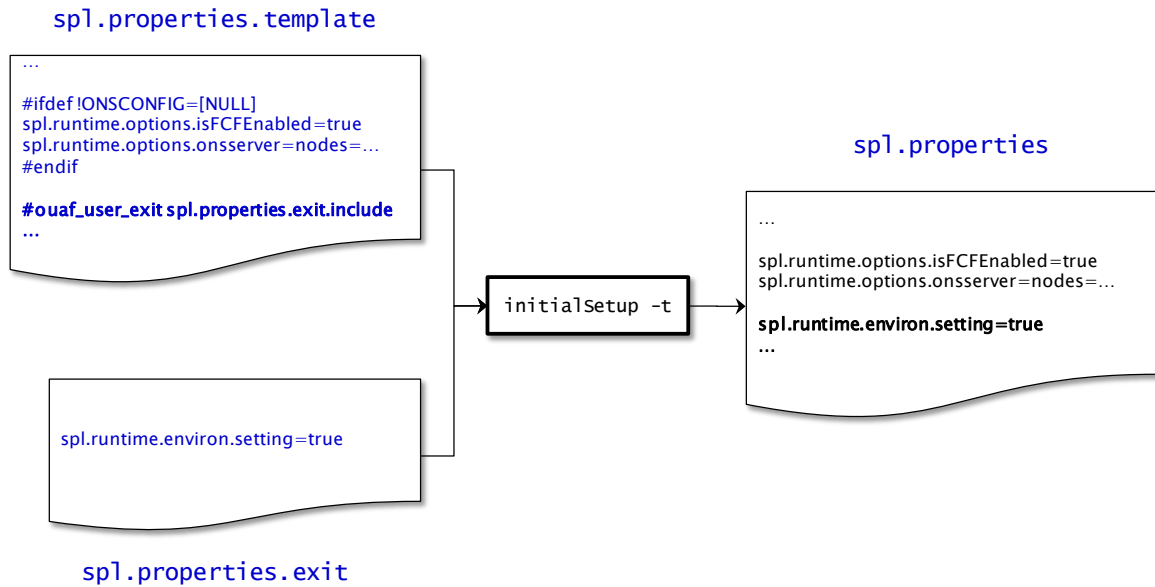 spl.properties.template
…
#ifdef !ONSCONFIG=[NULL]
spl.runtime.options.isFCFEnabled=true
spl.runtime.options.onsserver=nodes=…
#endif
#ouaf_user_exit spl.properties.exit.include
…
spl.runtime.environ.setting=true
spl.properties.exit
initialSetup -t
spl.properties
…
spl.runtime.options.isFCFEnabled=true
spl.runtime.options.onsserver=nodes=…
spl.runtime.environ.setting=true
…